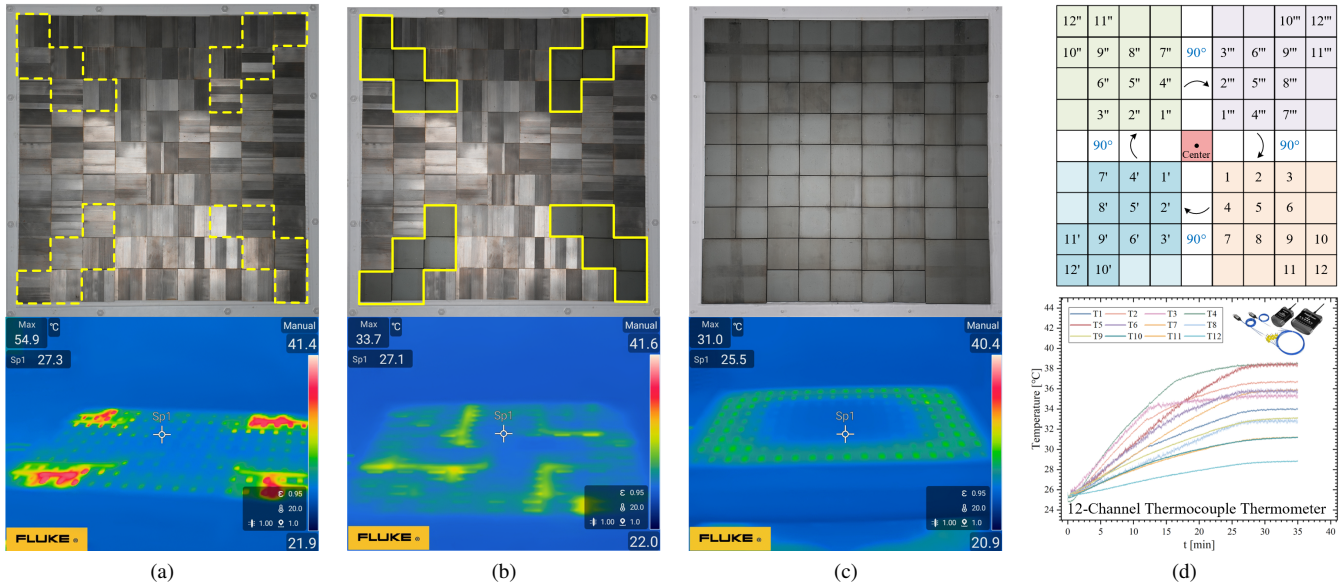 Max
54.9
℃
Sp1 27.3
Manual
41.4
Sp1
ε 0.95
20.0
1.00 1.0
FLUKE ®
21.9
(a)
Max
33.7
℃
Sp1 27.1
Manual
41.6
Sp1
ε 0.95
20.0
1.00 1.0
FLUKE ®
22.0
(b)
Max
31.0
℃
Sp1 25.5
Manual
40.4
Sp1
ε 0.95
20.0
1.00 1.0
FLUKE ®
20.9
(c)
12" 11" 10''' 12'''
10" 9" 8" 7" 90° 3''' 6''' 9''' 11'''
6" 5" 4" 2''' 5''' 8'''
3" 2" 1" 1''' 4''' 7'''
90° Center 90°
7' 4' 1' 1 2 3
8' 5' 2' 4 5 6
11' 9' 6' 3' 90° 7 8 9 10
12' 10' 11 12
Temperature [℃]
44
42
40
38
36
34
32
30
28
26
24
T1 T2 T3 T4
T5 T6 T7 T8
T9 T10 T11 T12
12-Channel Thermocouple Thermometer
0 5 10 15 20 25 30 35 40
t [min]
(d)